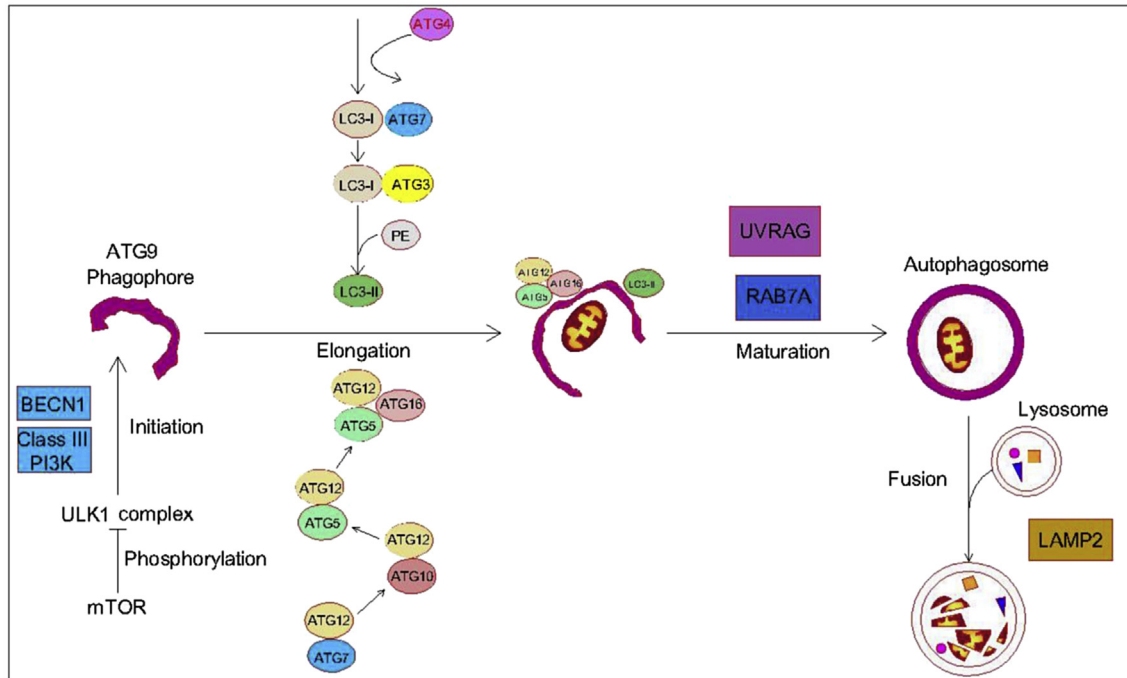 ATG4
LC3-I ATG7
LC3-I ATG3
PE
LC3-II
ATG9
Phagophore
BECN1
Class III
PI3K
Initiation
ULK1 complex
Phosphorylation
mTOR
Elongation
ATG12
ATG16
ATG5
ATG12
ATG5
ATG12
ATG10
ATG12
ATG7
ATG12
ATG16
ATG5
LC3-II
UVRAG
RAB7A
Maturation
Autophagosome
Lysosome
Fusion
LAMP2